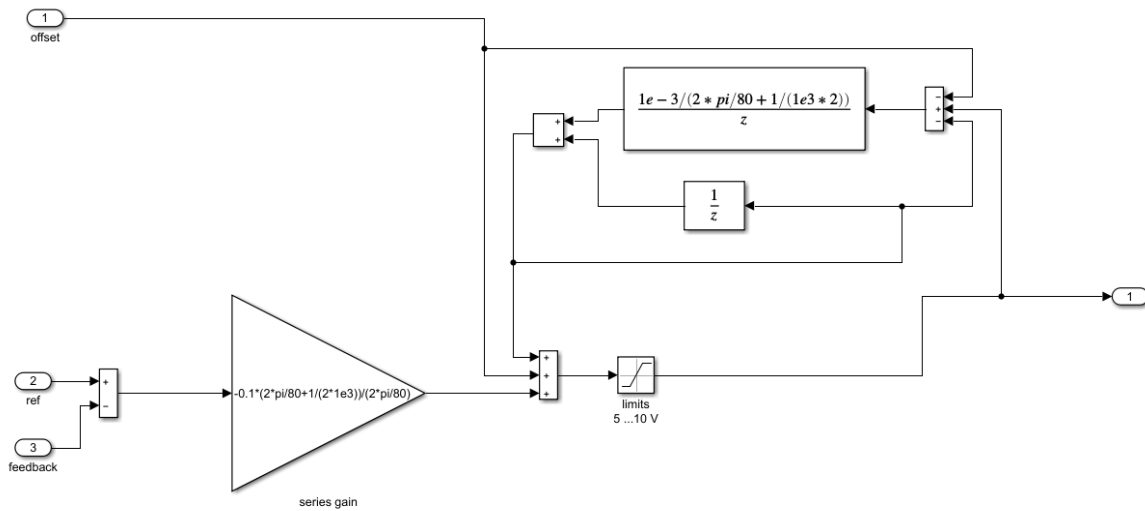 1
offset
1e − 3/(2 ∗ pi/80 + 1/(1e3 ∗ 2))
z
−
+
−
+
+
1
z
1
2
ref
+
−
3
feedback
-0.1*(2*pi/80+1/(2*1e3))/(2*pi/80)
series gain
+
+
+
limits
5 ...10 V